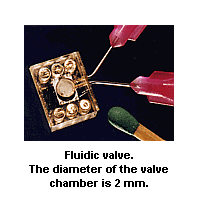 Fluidic valve.
The diameter of the valve
chamber is 2 mm.